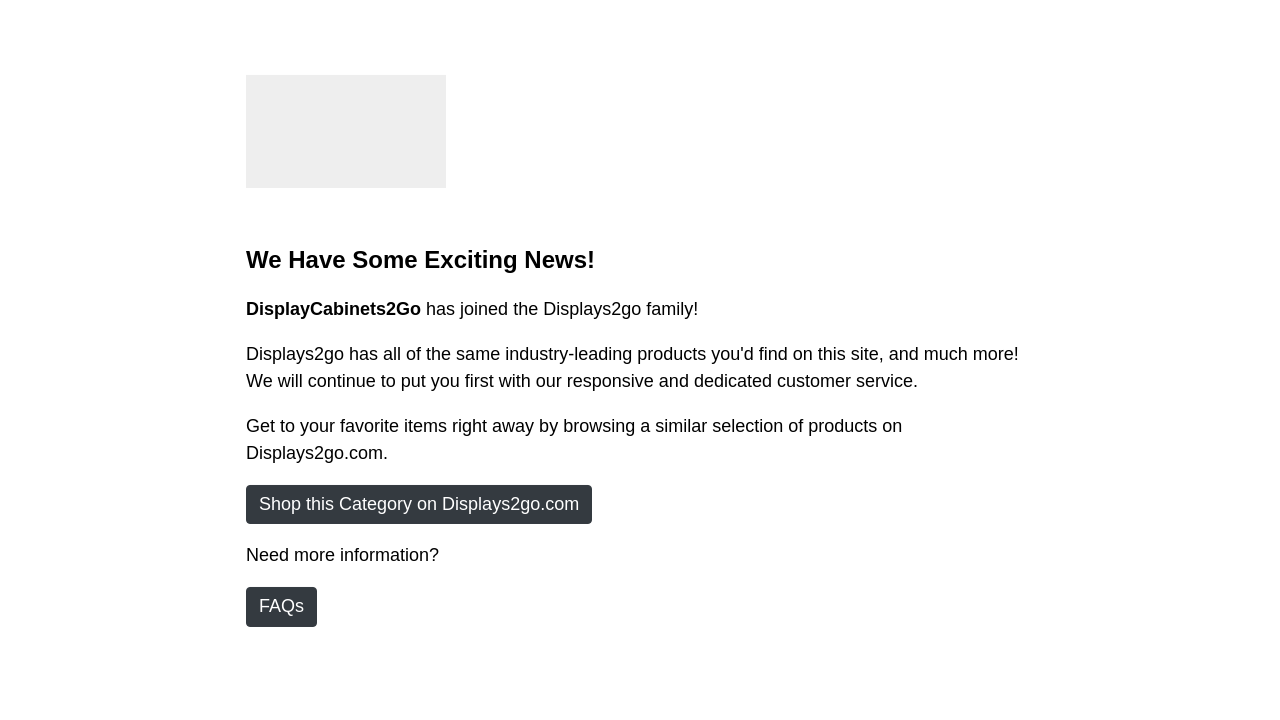 We Have Some Exciting News!
DisplayCabinets2Go has joined the Displays2go family!
Displays2go has all of the same industry-leading products you'd find on this site, and much more!
We will continue to put you first with our responsive and dedicated customer service.
Get to your favorite items right away by browsing a similar selection of products on
Displays2go.com.
Shop this Category on Displays2go.com
Need more information?
FAQs